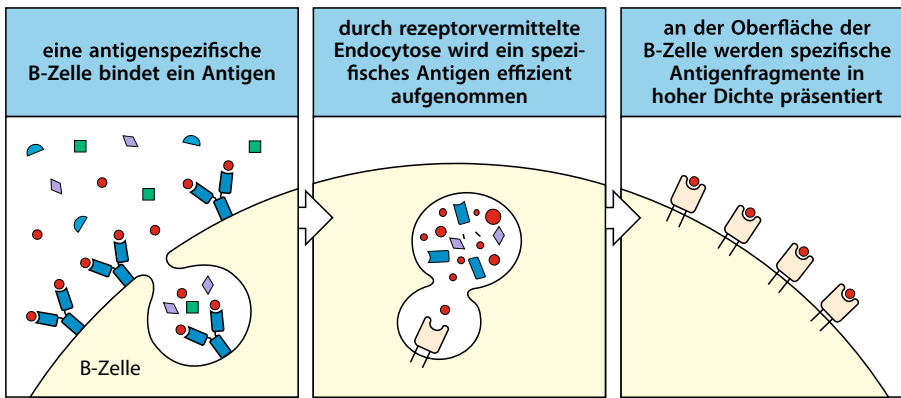 eine antigenspezifische
B-Zelle bindet ein Antigen
durch rezeptorvermittelte
Endocytose wird ein spezi-
fisches Antigen effizient
aufgenommen
an der Oberfläche der
B-Zelle werden spezifische
Antigenfragmente in
hoher Dichte präsentiert
B-Zelle